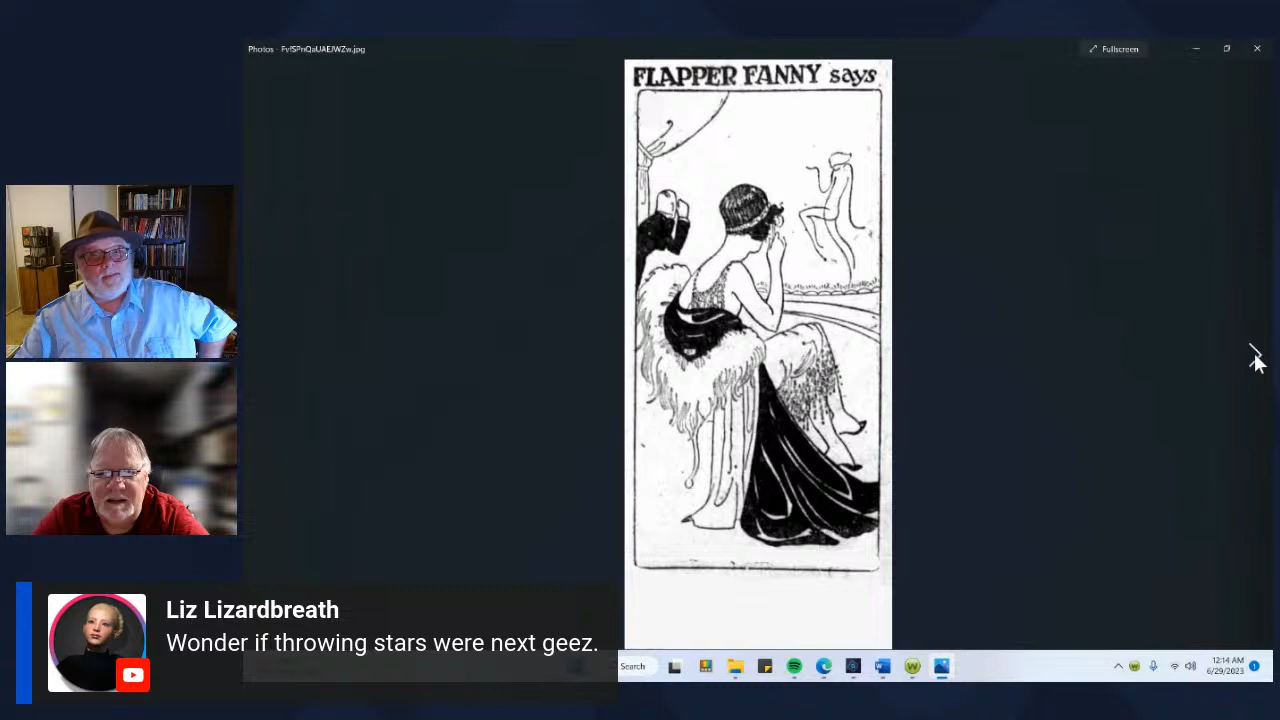 Photos - FvfSPnQaUAEJWZw.jpg
Fullscreen
FLAPPER FANNY says
Liz Lizardbreath
Wonder if throwing stars were next geez.
Search
12:14 AM
6/29/2023
1